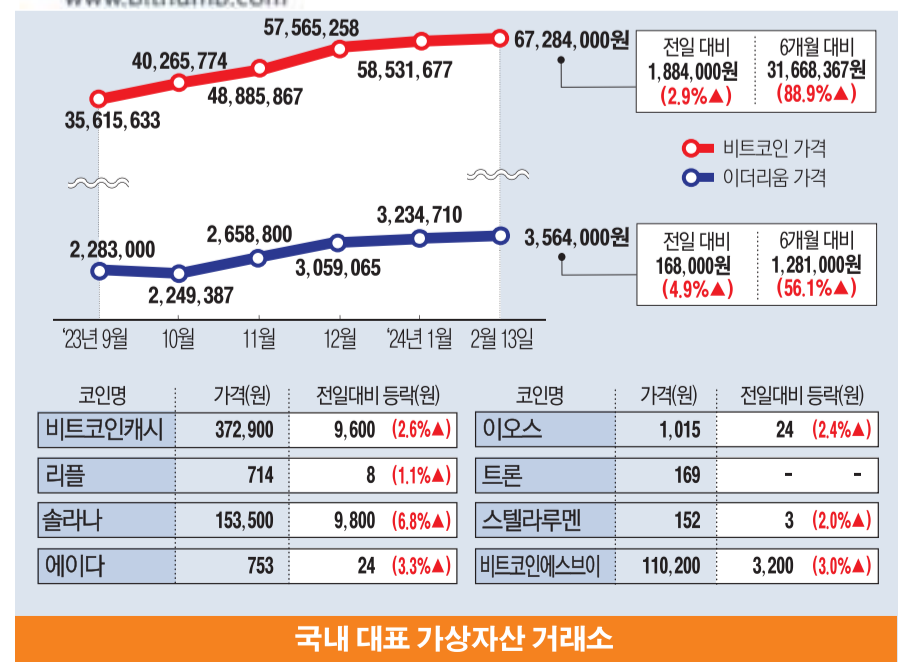 www.bithumb.com
57,565,258
40,265,774
67,284,000원
58,531,677
48,885,867
35,615,633
전일 대비 6개월 대비
1,884,000원 31,668,367원
(2.9%▲) (88.9%▲)
비트코인 가격
이더리움 가격
3,234,710
2,658,800
2,283,000
3,564,000원
3,059,065
2,249,387
전일 대비 6개월 대비
168,000원 1,281,000원
(4.9%▲) (56.1%▲)
'23년 9월 10월 11월 12월 '24년 1월 2월 13일
코인명 가격(원) 전일대비 등락(원) 코인명 가격(원) 전일대비 등락(원)
비트코인캐시 372,900 9,600 (2.6%▲) 이오스 1,015 24 (2.4%▲)
리플 714 8 (1.1%▲) 트론 169 - -
솔라나 153,500 9,800 (6.8%▲) 스텔라루멘 152 3 (2.0%▲)
에이다 753 24 (3.3%▲) 비트코인에스브이 110,200 3,200 (3.0%▲)
국내 대표 가상자산 거래소